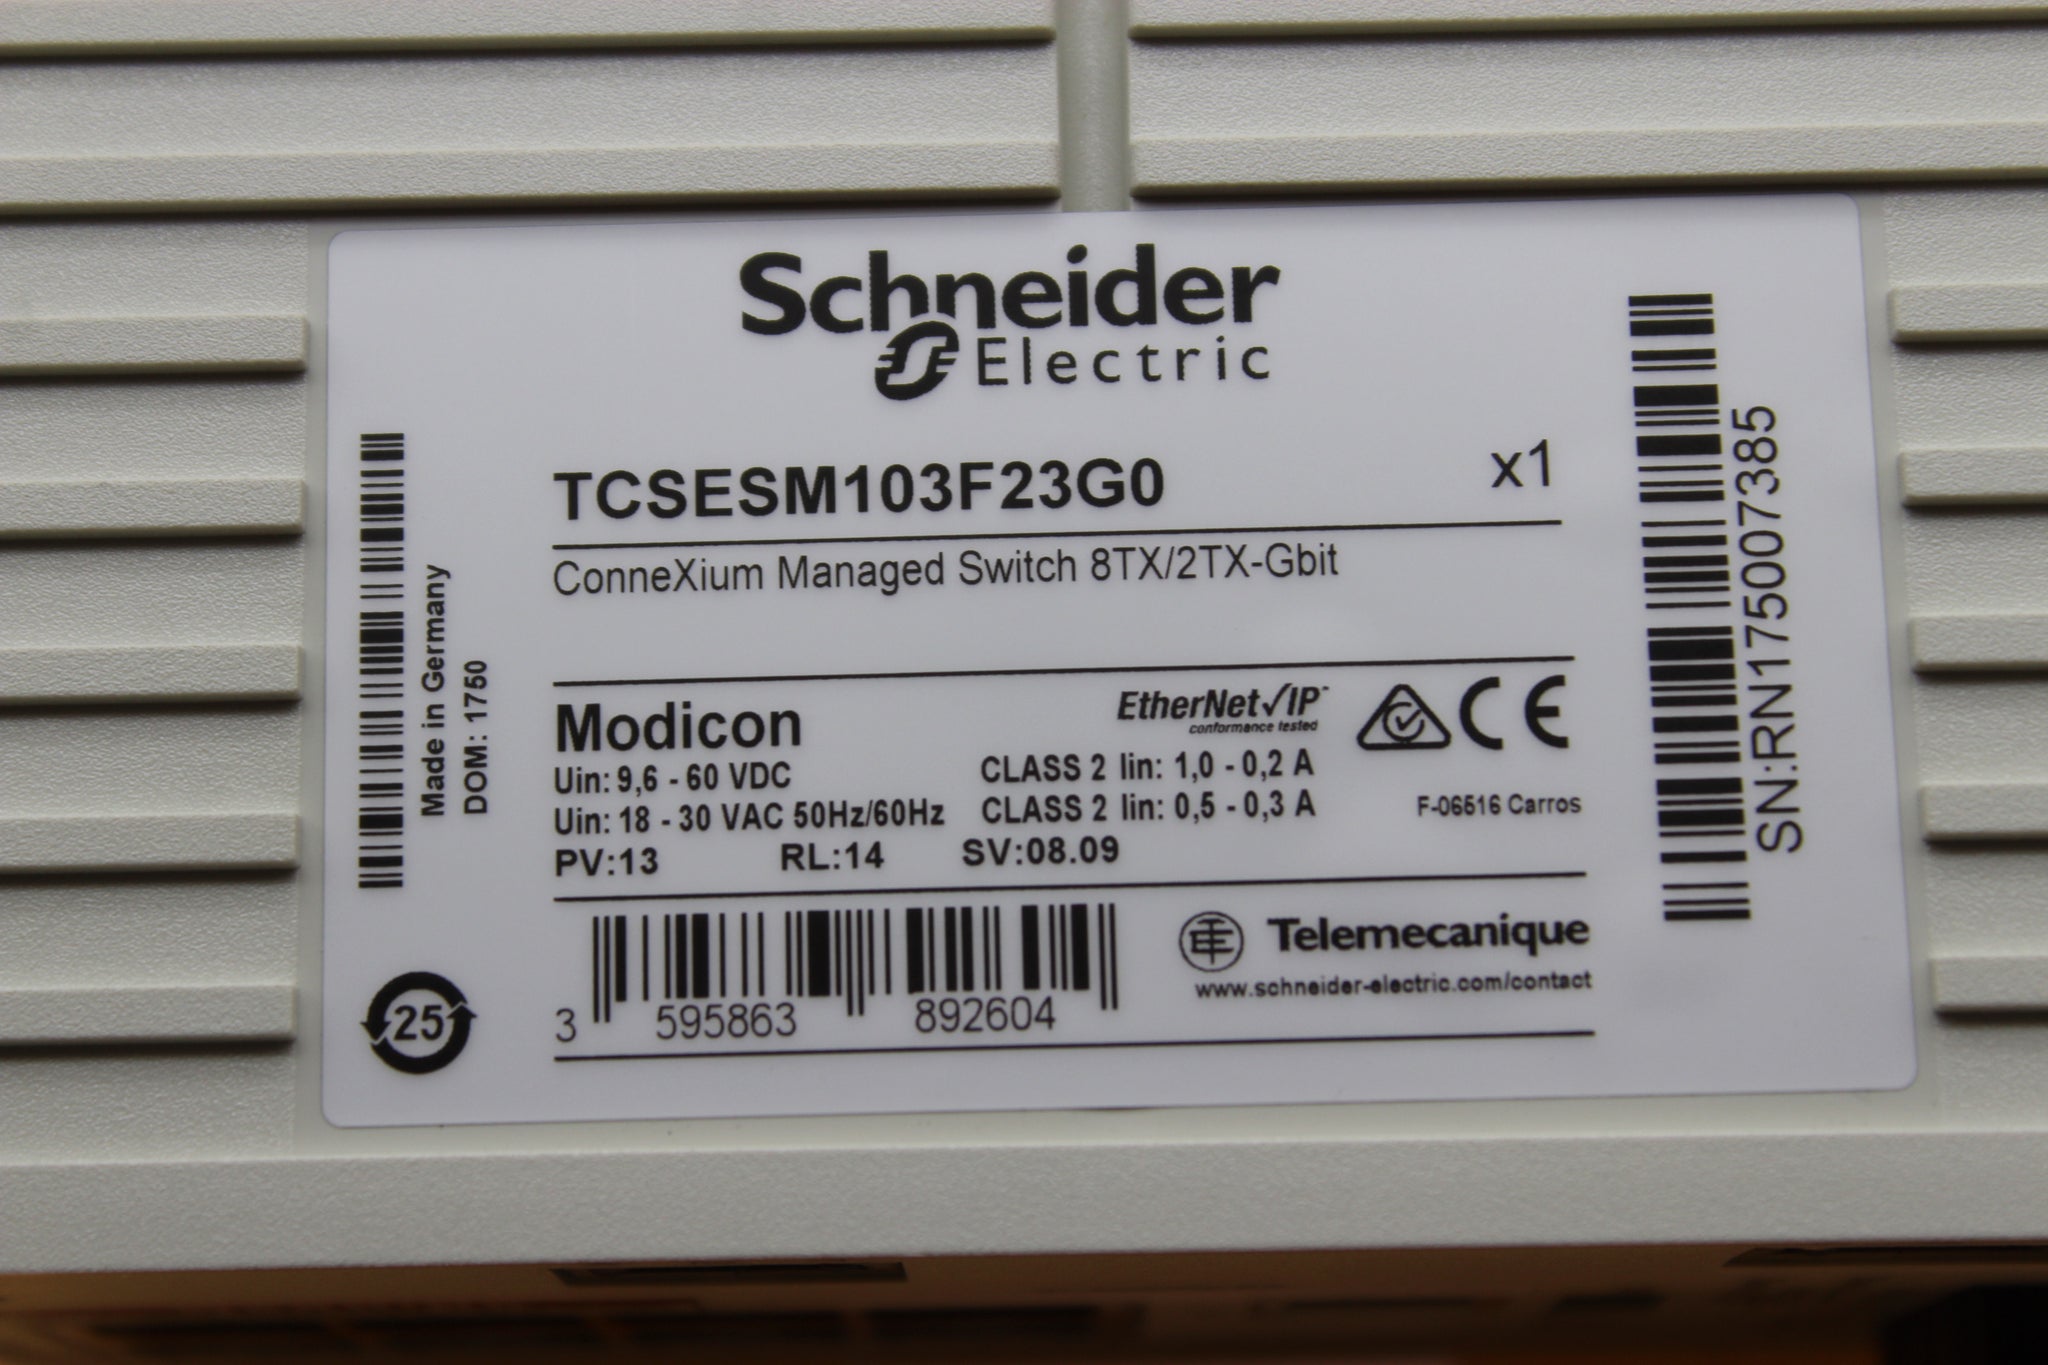 Schneider
Electric
TCSESM103F23G0 x1
ConneXium Managed Switch 8TX/2TX-Gbit
Modicon
EtherNet/IP
conformance tested
CE
Uin: 9,6 - 60 VDC CLASS 2 Iin: 1,0 - 0,2 A
Uin: 18 - 30 VAC 50Hz/60Hz CLASS 2 Iin: 0,5 - 0,3 A
F-06516 Carros
PV:13 RL:14 SV:08.09
3 595863 892604
Telemecanique
www.schneider-electric.com/contact
Made in Germany
DOM: 1750
25
SN:RN175007385